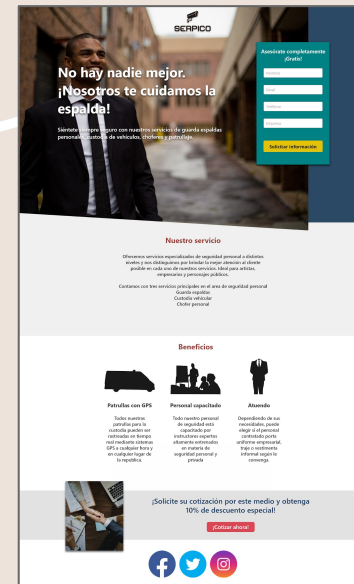 SERPICO
No hay nadie mejor.
¡Nosotros te cuidamos la
espalda!
Siéntete siempre seguro con nuestros servicios de guarda espaldas
personales, custodia de vehículos, choferes y patrullaje.
Asesórate completamente
¡Gratis!
Nombre
Email
Teléfono
Empresa
Solicitar información
Nuestro servicio
Ofrecemos servicios especializados de seguridad personal a distintos
niveles y nos distinguimos por brindar la mejor atención al cliente
posible en cada uno de nuestros servicios. Ideal para artistas,
empresarios y personajes públicos.
Contamos con tres servicios principales en el area de seguridad personal
Guarda espaldas
Custodia vehicular
Chofer personal
Beneficios
Patrullas con GPS
Todas nuestras
patrullas para la
custodia pueden ser
rastreadas en tiempo
real mediante sistemas
GPS a cualquier hora y
en cualquier lugar de
la republica.
Personal capacitado
Todo nuestro personal
de seguridad está
capacitado por
instructores expertos
altamente entrenados
en materia de
seguridad personal y
privada
Atuendo
Dependiendo de sus
necesidades, puede
elegir si el personal
contratado porta
uniforme empresarial,
traje o vestimenta
informal según le
convenga.
¡Solicite su cotización por este medio y obtenga
10% de descuento especial!
¡Cotizar ahora!